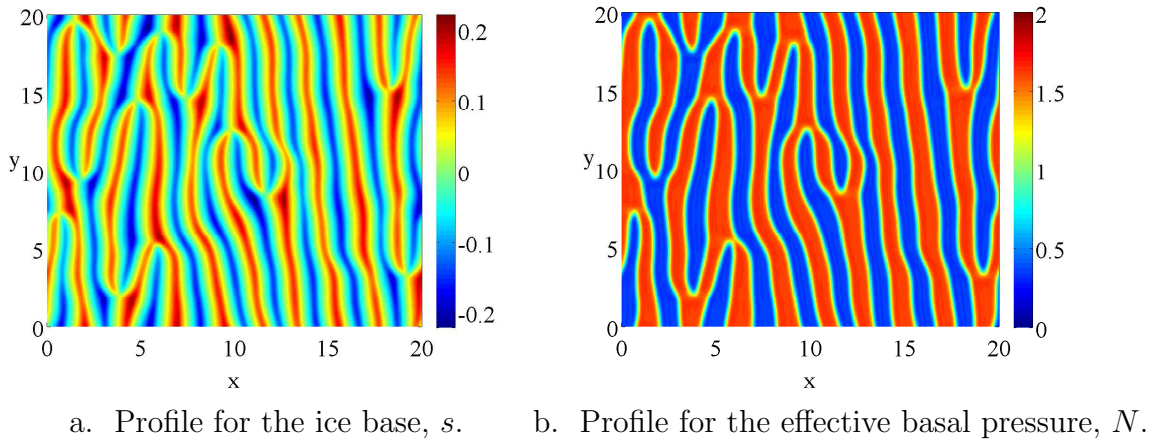 20
15
y
10
5
0
0 5 10 15 20
x
0.2
0.1
0
-0.1
-0.2
20
15
y
10
5
0
0 5 10 15 20
x
2
1.5
1
0.5
0
a. Profile for the ice base, s.
b. Profile for the effective basal pressure, N.